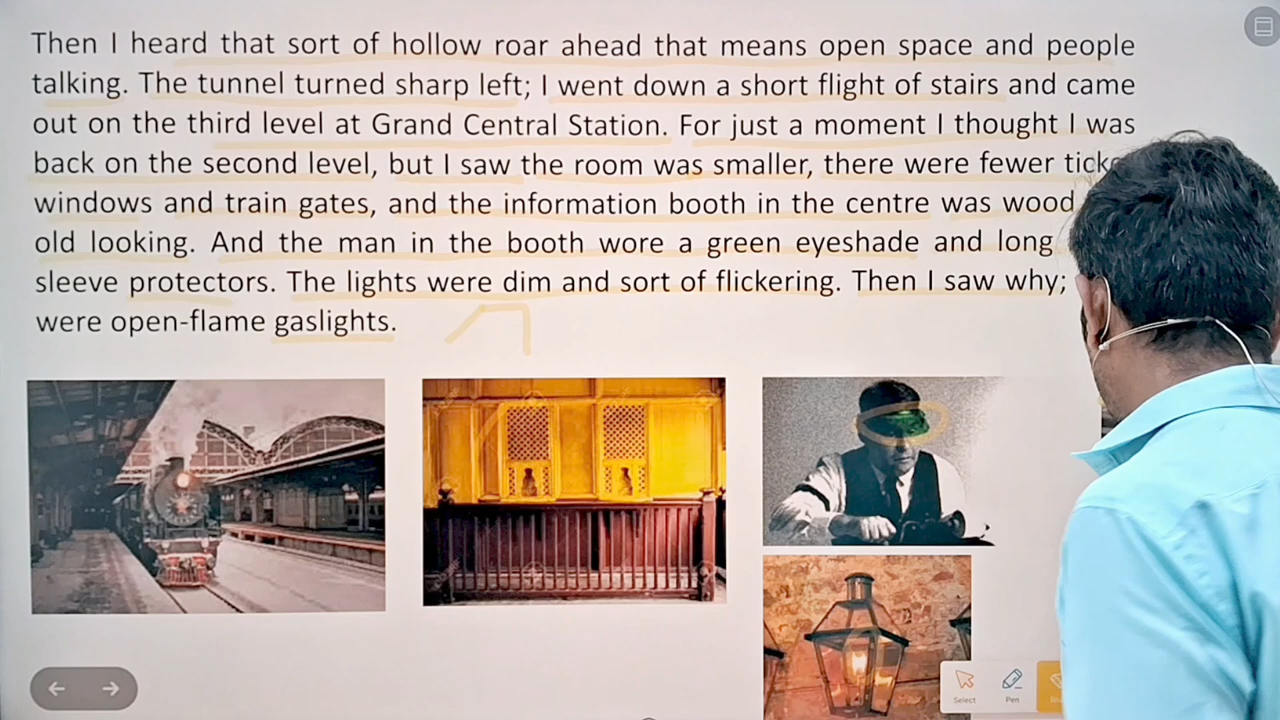 Then I heard that sort of hollow roar ahead that means open space and people
talking. The tunnel turned sharp left; I went down a short flight of stairs and came
out on the third level at Grand Central Station. For just a moment I thought I was
back on the second level, but I saw the room was smaller, there were fewer
windows and train gates, and the information booth in the centre was wood
old looking. And the man in the booth wore a green eyeshade and long
sleeve protectors. The lights were dim and sort of flickering. Then I saw why;
were open-flame gaslights.
Select
Pen